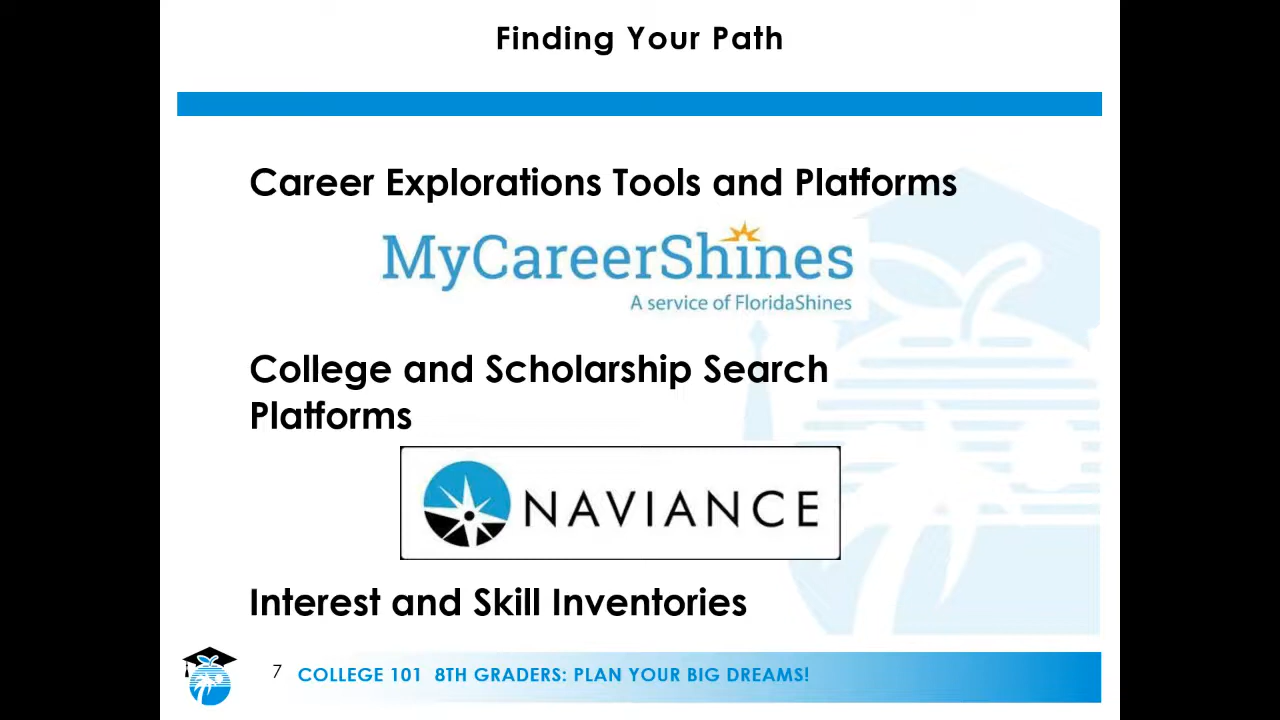 Finding Your Path
Career Explorations Tools and Platforms
MyCareerShines
A service of FloridaShines
College and Scholarship Search
Platforms
NAVIANCE
Interest and Skill Inventories
7 COLLEGE 101 8TH GRADERS: PLAN YOUR BIG DREAMS!